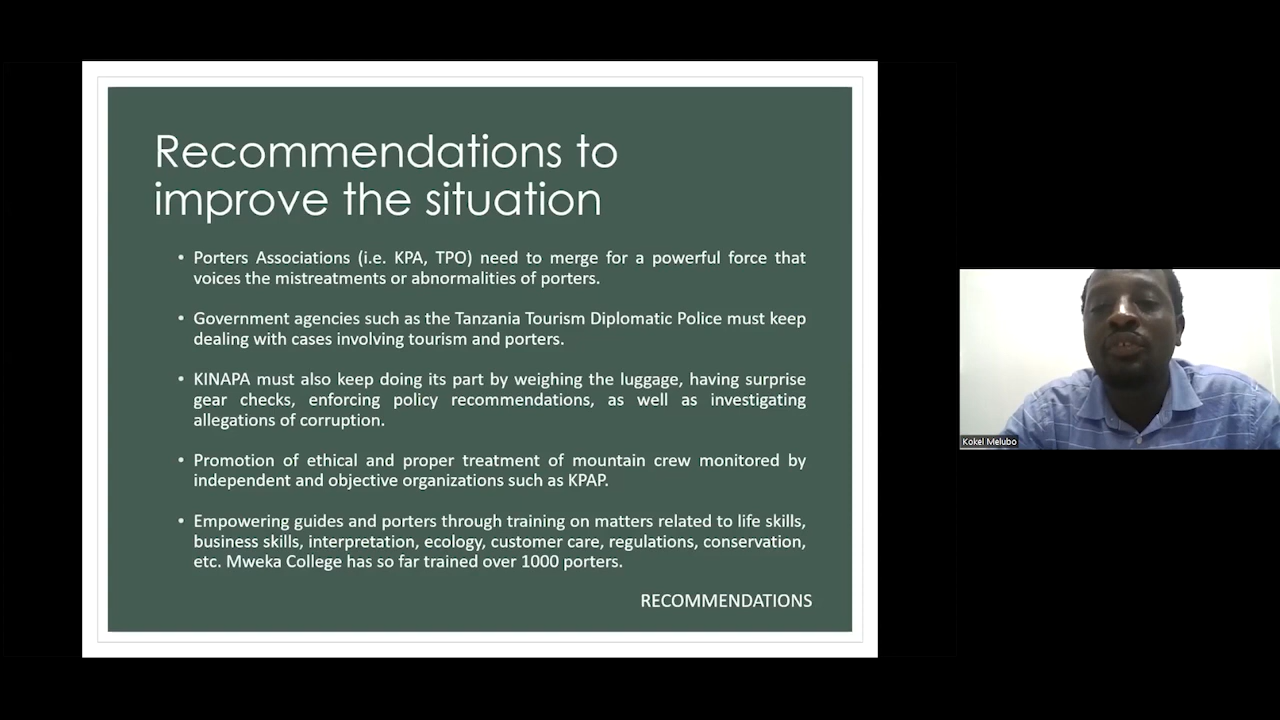 Recommendations to
improve the situation
• Porters Associations (i.e. KPA, TPO) need to merge for a powerful force that
voices the mistreatments or abnormalities of porters.
• Government agencies such as the Tanzania Tourism Diplomatic Police must keep
dealing with cases involving tourism and porters.
• KINAPA must also keep doing its part by weighing the luggage, having surprise
gear checks, enforcing policy recommendations, as well as investigating
allegations of corruption.
• Promotion of ethical and proper treatment of mountain crew monitored by
independent and objective organizations such as KPAP.
• Empowering guides and porters through training on matters related to life skills,
business skills, interpretation, ecology, customer care, regulations, conservation,
etc. Mweka College has so far trained over 1000 porters.
RECOMMENDATIONS
Kokel Melubo